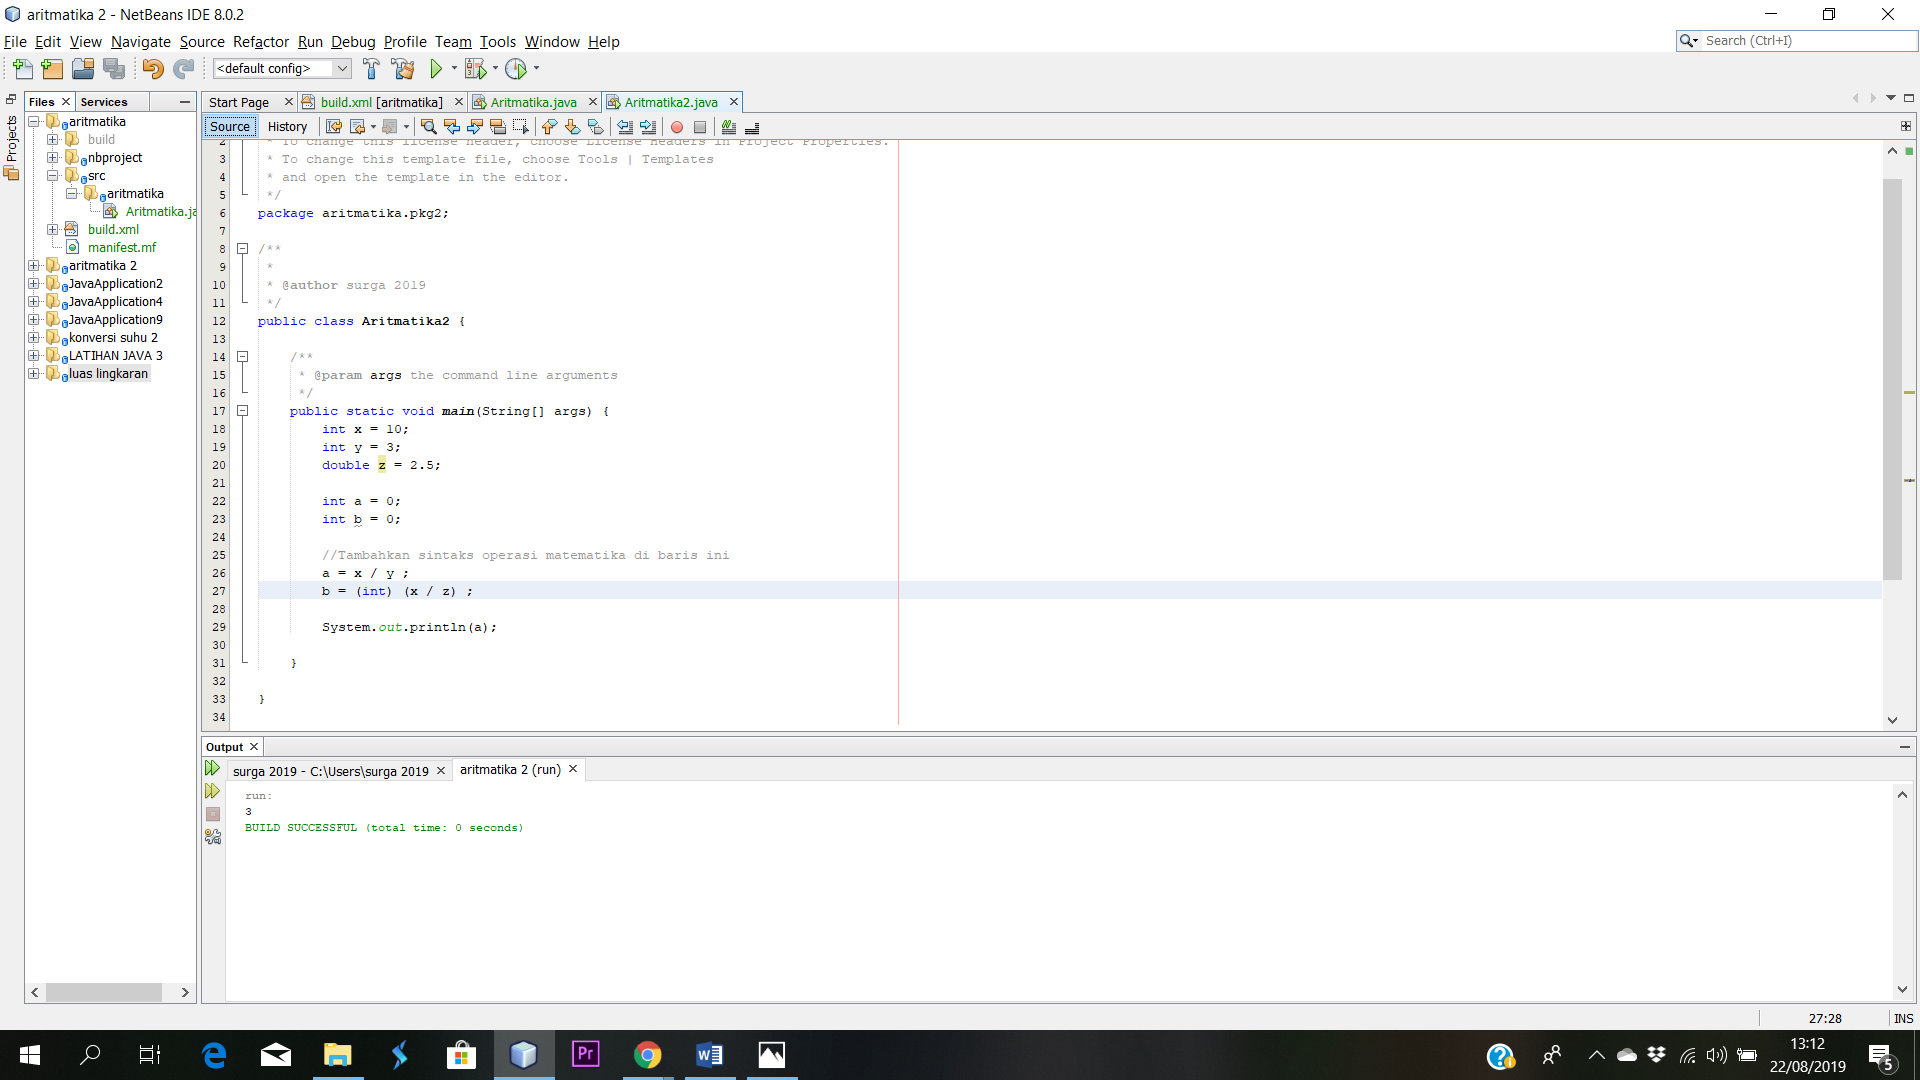 aritmatika 2 - NetBeans IDE 8.0.2
File Edit View Navigate Source Refactor Run Debug Profile Team Tools Window Help
Search (Ctrl+I)
<default config>
Projects
Files Services
aritmatika
build
nbproject
src
aritmatika
Aritmatika.ja
build.xml
manifest.mf
aritmatika 2
JavaApplication2
JavaApplication4
JavaApplication9
konversi suhu 2
LATIHAN JAVA 3
luas lingkaran
Start Page build.xml [aritmatika] Aritmatika.java Aritmatika2.java
Source History
2 * To change this license header, choose License Headers in Project Properties.
3 * To change this template file, choose Tools | Templates
4 * and open the template in the editor.
5 */
6 package aritmatika.pkg2;
7
8 /**
9 *
10 * @author surga 2019
11 */
12 public class Aritmatika2 {
13
14 /**
15 * @param args the command line arguments
16 */
17 public static void main(String[] args) {
18 int x = 10;
19 int y = 3;
20 double z = 2.5;
21
22 int a = 0;
23 int b = 0;
24
25 //Tambahkan sintaks operasi matematika di baris ini
26 a = x / y ;
27 b = (int) (x / z) ;
28
29 System.out.println(a);
30
31 }
32
33 }
34
Output
surga 2019 - C:\Users\surga 2019 aritmatika 2 (run)
run:
3
BUILD SUCCESSFUL (total time: 0 seconds)
27:28 INS
Pr
13:12
22/08/2019
5